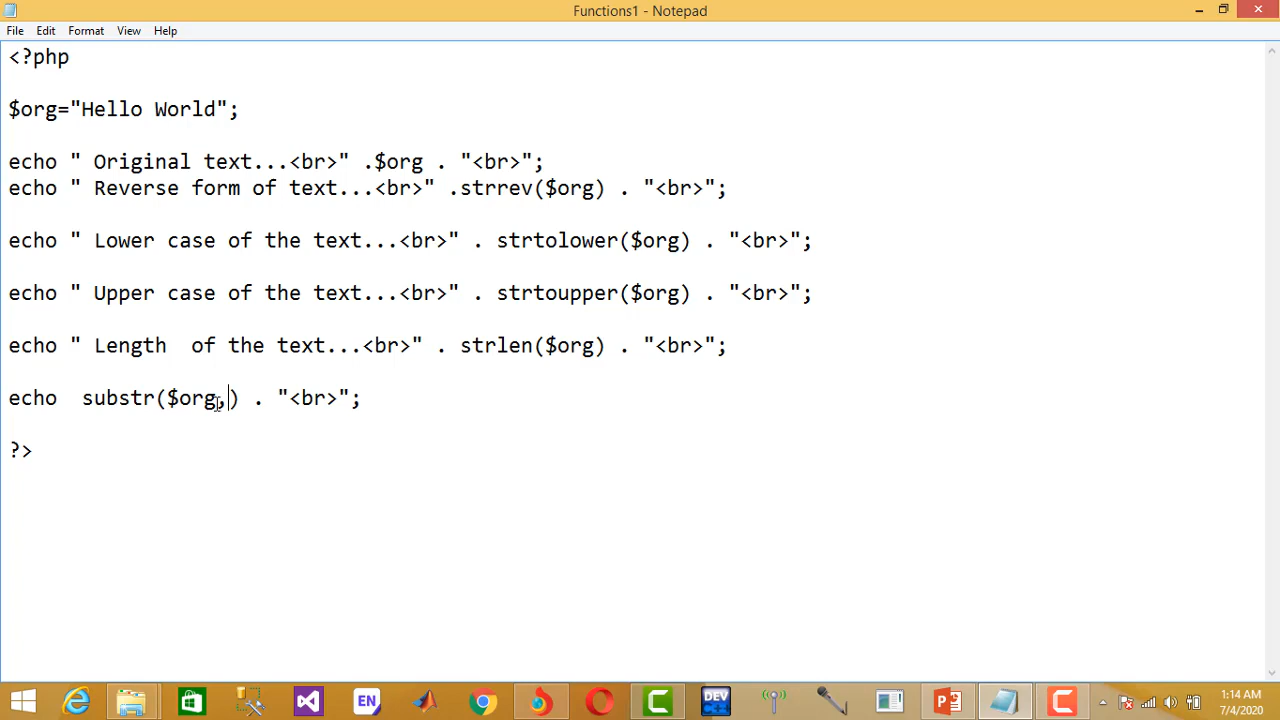 Functions1 - Notepad
File Edit Format View Help
<?php
$org="Hello World";
echo " Original text...<br>" .$org . "<br>";
echo " Reverse form of text...<br>" .strrev($org) . "<br>";
echo " Lower case of the text...<br>" . strtolower($org) . "<br>";
echo " Upper case of the text...<br>" . strtoupper($org) . "<br>";
echo " Length  of the text...<br>" . strlen($org) . "<br>";
echo  substr($org,) . "<br>";
?>
EN
DEV
1:14 AM
7/4/2020